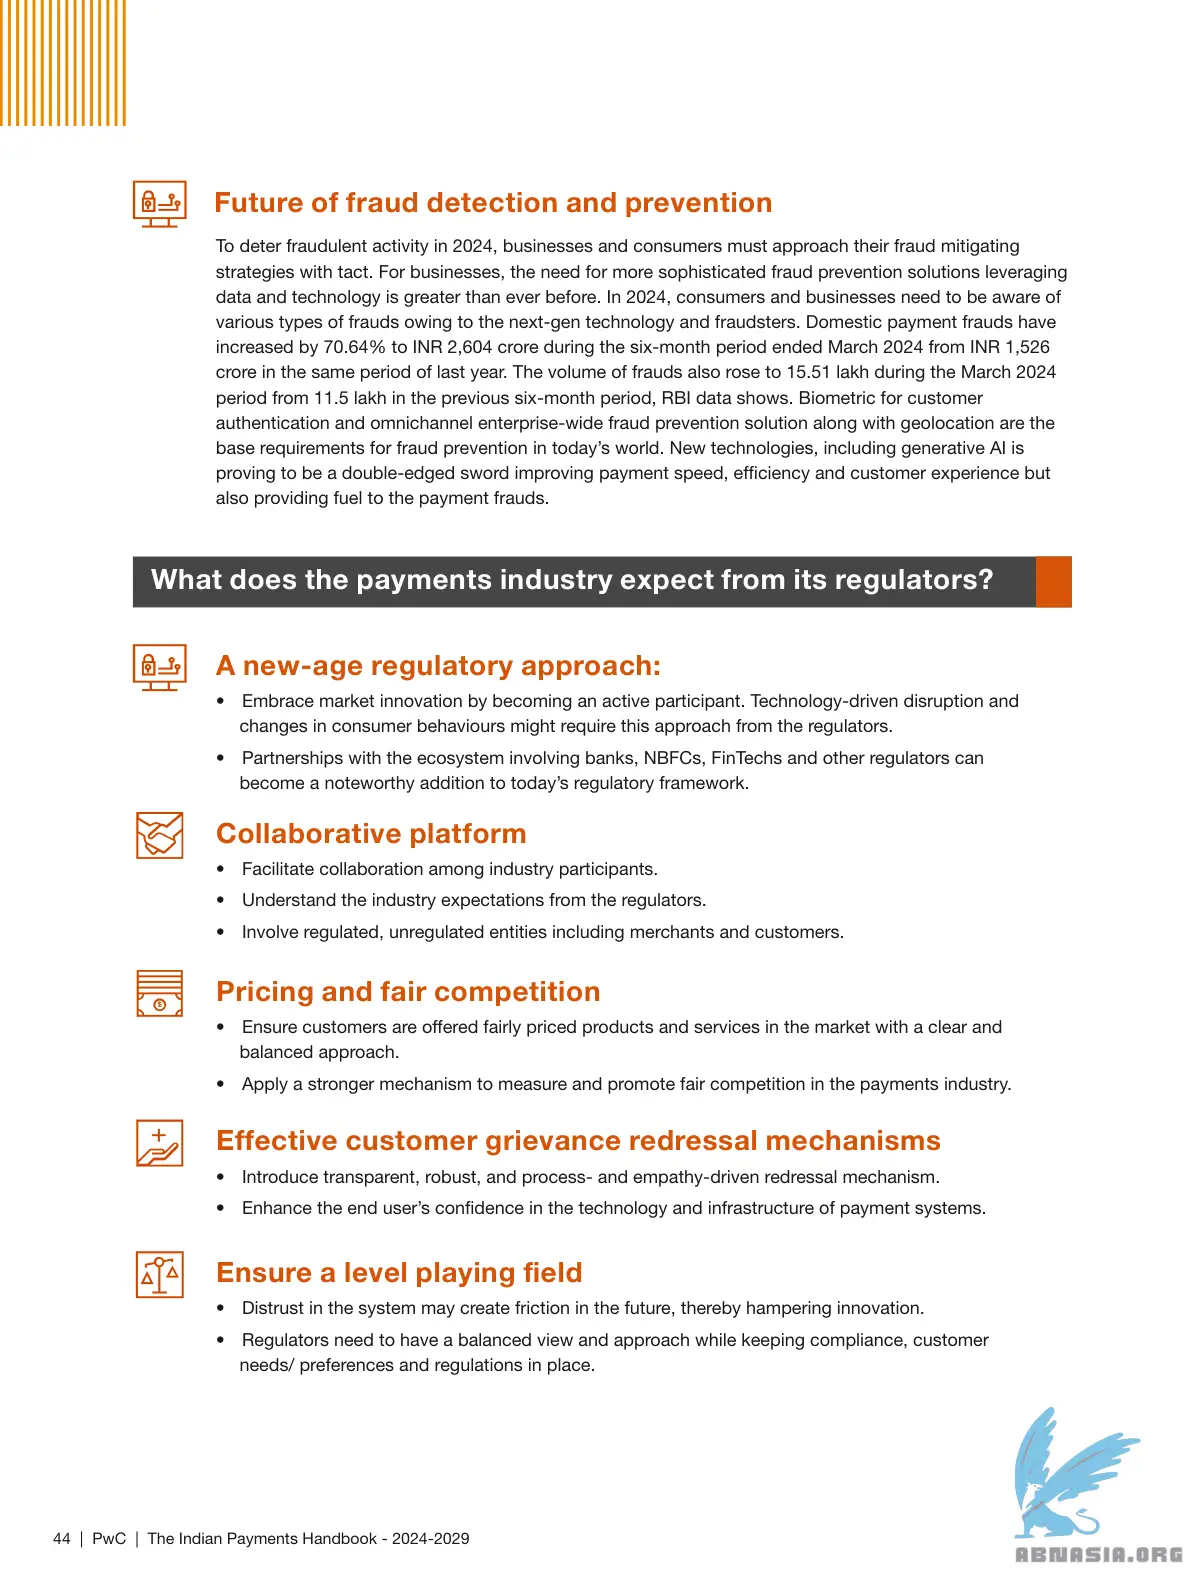 Future of fraud detection and prevention
To deter fraudulent activity in 2024, businesses and consumers must approach their fraud mitigating
strategies with tact. For businesses, the need for more sophisticated fraud prevention solutions leveraging
data and technology is greater than ever before. In 2024, consumers and businesses need to be aware of
various types of frauds owing to the next-gen technology and fraudsters. Domestic payment frauds have
increased by 70.64% to INR 2,604 crore during the six-month period ended March 2024 from INR 1,526
crore in the same period of last year. The volume of frauds also rose to 15.51 lakh during the March 2024
period from 11.5 lakh in the previous six-month period, RBI data shows. Biometric for customer
authentication and omnichannel enterprise-wide fraud prevention solution along with geolocation are the
base requirements for fraud prevention in today’s world. New technologies, including generative AI is
proving to be a double-edged sword improving payment speed, efficiency and customer experience but
also providing fuel to the payment frauds.
What does the payments industry expect from its regulators?
A new-age regulatory approach:
• Embrace market innovation by becoming an active participant. Technology-driven disruption and
changes in consumer behaviours might require this approach from the regulators.
• Partnerships with the ecosystem involving banks, NBFCs, FinTechs and other regulators can
become a noteworthy addition to today’s regulatory framework.
Collaborative platform
• Facilitate collaboration among industry participants.
• Understand the industry expectations from the regulators.
• Involve regulated, unregulated entities including merchants and customers.
Pricing and fair competition
• Ensure customers are offered fairly priced products and services in the market with a clear and
balanced approach.
• Apply a stronger mechanism to measure and promote fair competition in the payments industry.
Effective customer grievance redressal mechanisms
• Introduce transparent, robust, and process- and empathy-driven redressal mechanism.
• Enhance the end user’s confidence in the technology and infrastructure of payment systems.
Ensure a level playing field
• Distrust in the system may create friction in the future, thereby hampering innovation.
• Regulators need to have a balanced view and approach while keeping compliance, customer
needs/ preferences and regulations in place.
44 | PwC | The Indian Payments Handbook - 2024-2029
ABNASIA.ORG